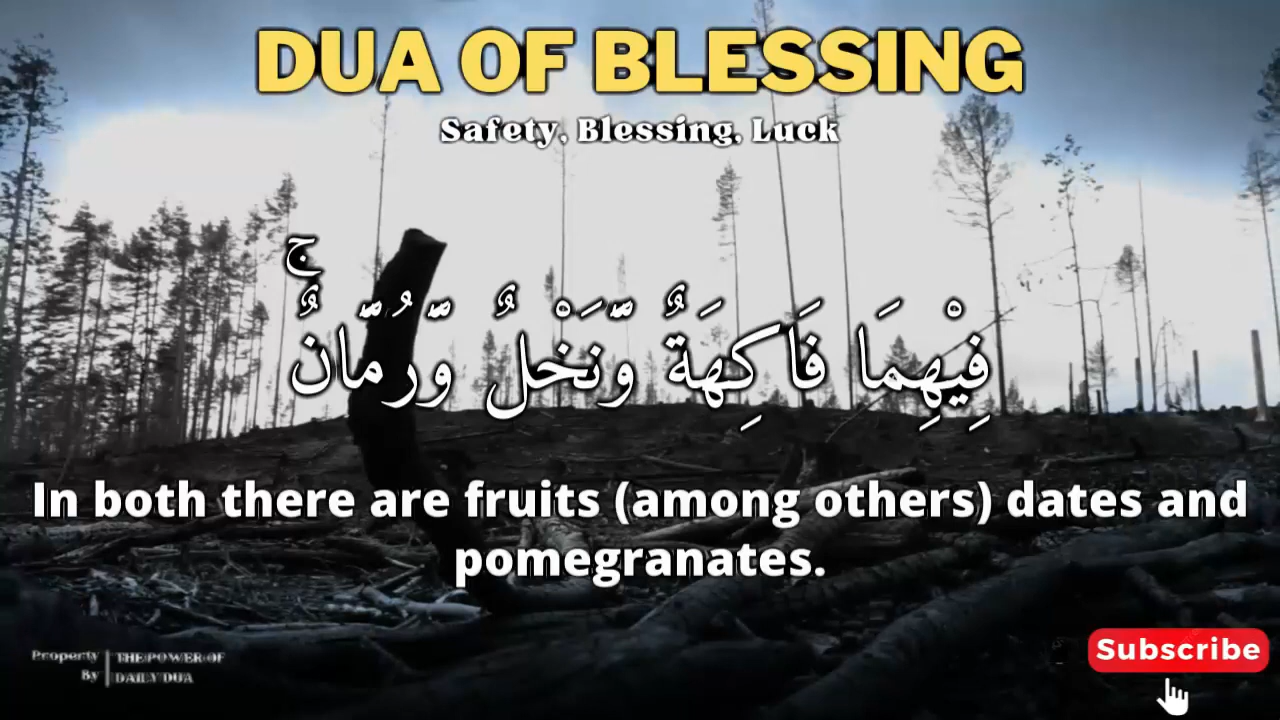 DUA OF BLESSING
Safety, Blessing, Luck
فِيْهِمَا فَاكِهَةٌ وَّنَخْلٌ وَّرُمَّانٌۚ
In both there are fruits (among others) dates and
pomegranates.
Property | THE POWER OF
By | DAILY DUA
Subscribe